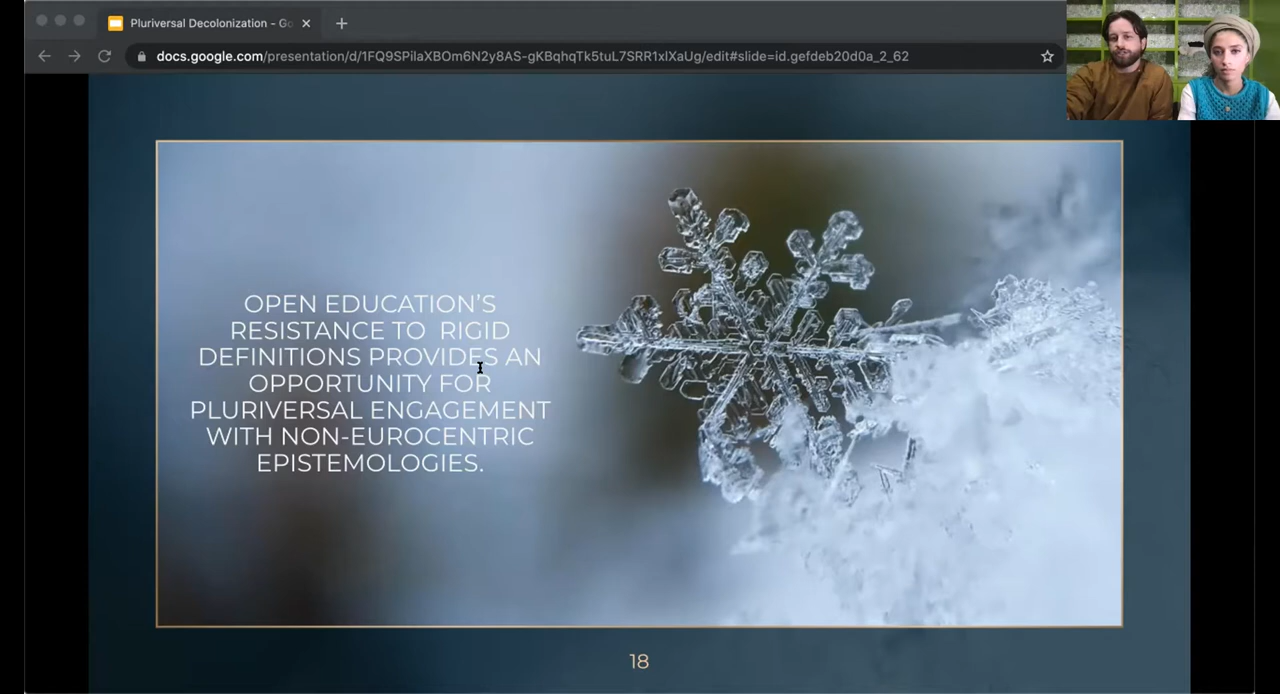 Pluriversal Decolonization - Go
docs.google.com/presentation/d/1FQ9SPilaXBOm6N2y8AS-gKBqhqTk5tuL7SRR1xlXaUg/edit#slide=id.gefdeb20d0a_2_62
OPEN EDUCATION'S
RESISTANCE TO  RIGID
DEFINITIONS PROVIDES AN
OPPORTUNITY FOR
PLURIVERSAL ENGAGEMENT
WITH NON-EUROCENTRIC
EPISTEMOLOGIES.
18